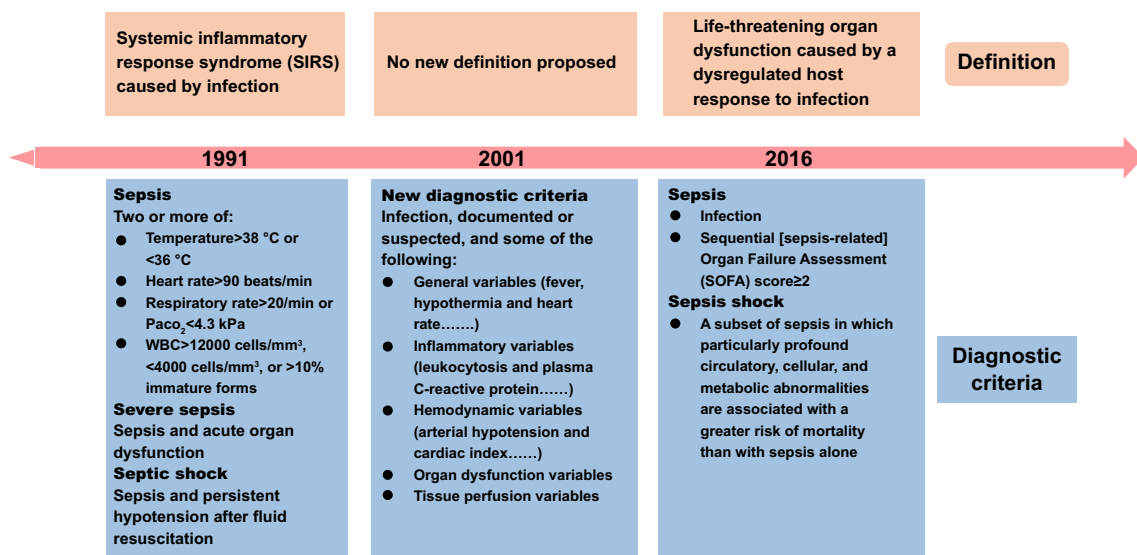 Systemic inflammatory
response syndrome (SIRS)
caused by infection
No new definition proposed
Life-threatening organ
dysfunction caused by a
dysregulated host
response to infection
Definition
1991
2001
2016
Sepsis
Two or more of:
● Temperature>38 °C or
<36 °C
● Heart rate>90 beats/min
● Respiratory rate>20/min or
Paco₂<4.3 kPa
● WBC>12000 cells/mm³,
<4000 cells/mm³, or >10%
immature forms
Severe sepsis
Sepsis and acute organ
dysfunction
Septic shock
Sepsis and persistent
hypotension after fluid
resuscitation
New diagnostic criteria
Infection, documented or
suspected, and some of the
following:
● General variables (fever,
hypothermia and heart
rate…….)
● Inflammatory variables
(leukocytosis and plasma
C-reactive protein……)
● Hemodynamic variables
(arterial hypotension and
cardiac index……)
● Organ dysfunction variables
● Tissue perfusion variables
Sepsis
● Infection
● Sequential [sepsis-related]
Organ Failure Assessment
(SOFA) score≥2
Sepsis shock
● A subset of sepsis in which
particularly profound
circulatory, cellular, and
metabolic abnormalities
are associated with a
greater risk of mortality
than with sepsis alone
Diagnostic
criteria